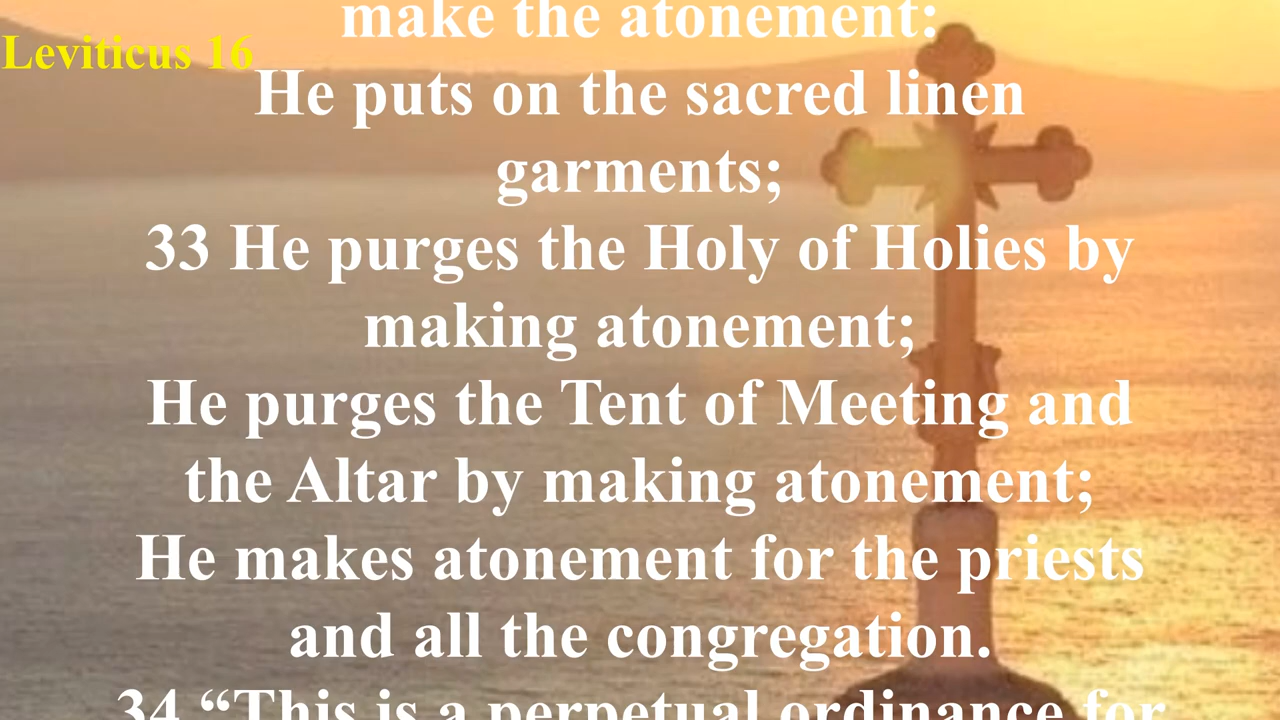 make the atonement:
Leviticus 16
He puts on the sacred linen
garments;
33 He purges the Holy of Holies by
making atonement;
He purges the Tent of Meeting and
the Altar by making atonement;
He makes atonement for the priests
and all the congregation.
34 “This is a perpetual ordinance for